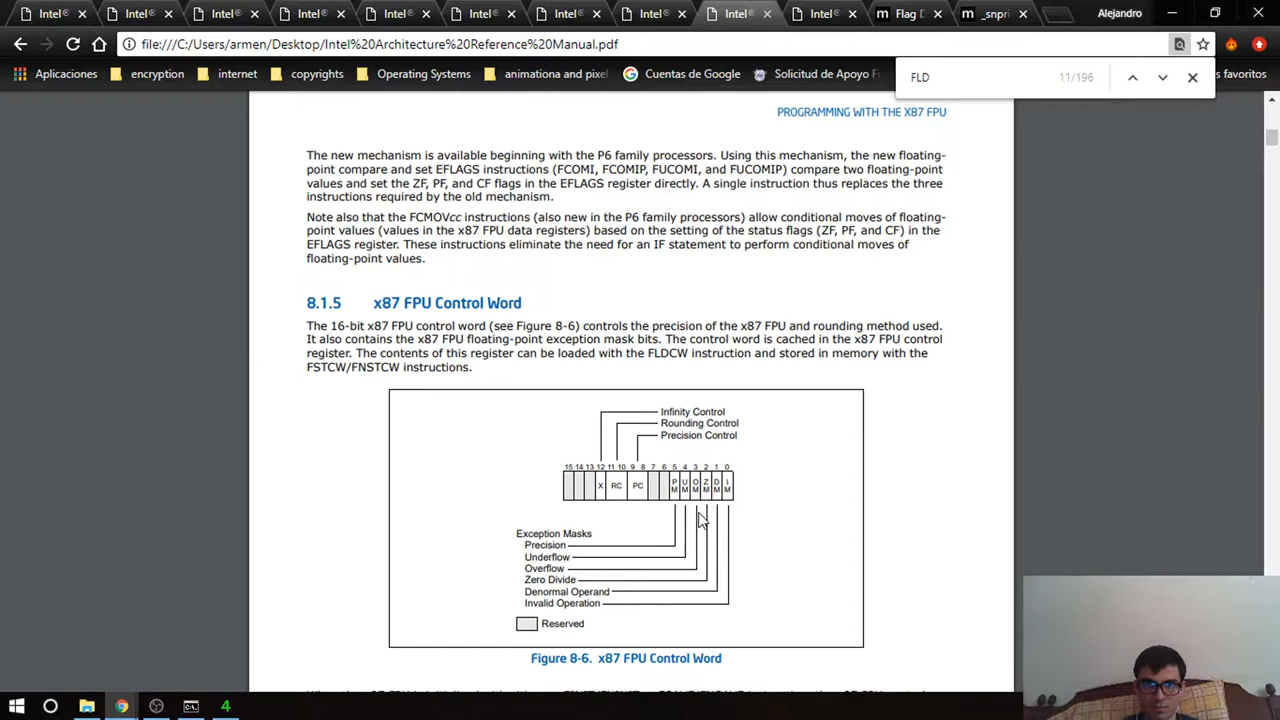 Intel® Intel® Intel® Intel® Intel® Intel® Intel® Intel® Intel® Intel® Flag D _snpri Alejandro
file:///C:/Users/armen/Desktop/Intel%20Architecture%20Reference%20Manual.pdf
Aplicaciones encryption internet copyrights Operating Systems animationa and pixel Cuentas de Google Solicitud de Apoyo Fi s favoritos
FLD 11/196
PROGRAMMING WITH THE X87 FPU
The new mechanism is available beginning with the P6 family processors. Using this mechanism, the new floating-
point compare and set EFLAGS instructions (FCOMI, FCOMIP, FUCOMI, and FUCOMIP) compare two floating-point
values and set the ZF, PF, and CF flags in the EFLAGS register directly. A single instruction thus replaces the three
instructions required by the old mechanism.
Note also that the FCMOVcc instructions (also new in the P6 family processors) allow conditional moves of floating-
point values (values in the x87 FPU data registers) based on the setting of the status flags (ZF, PF, and CF) in the
EFLAGS register. These instructions eliminate the need for an IF statement to perform conditional moves of
floating-point values.
8.1.5 x87 FPU Control Word
The 16-bit x87 FPU control word (see Figure 8-6) controls the precision of the x87 FPU and rounding method used.
It also contains the x87 FPU floating-point exception mask bits. The control word is cached in the x87 FPU control
register. The contents of this register can be loaded with the FLDCW instruction and stored in memory with the
FSTCW/FNSTCW instructions.
Infinity Control
Rounding Control
Precision Control
15 14 13 12 11 10 9 8 7 6 5 4 3 2 1 0
X RC PC PM UM OM ZM DM IM
Exception Masks
Precision
Underflow
Overflow
Zero Divide
Denormal Operand
Invalid Operation
Reserved
Figure 8-6. x87 FPU Control Word